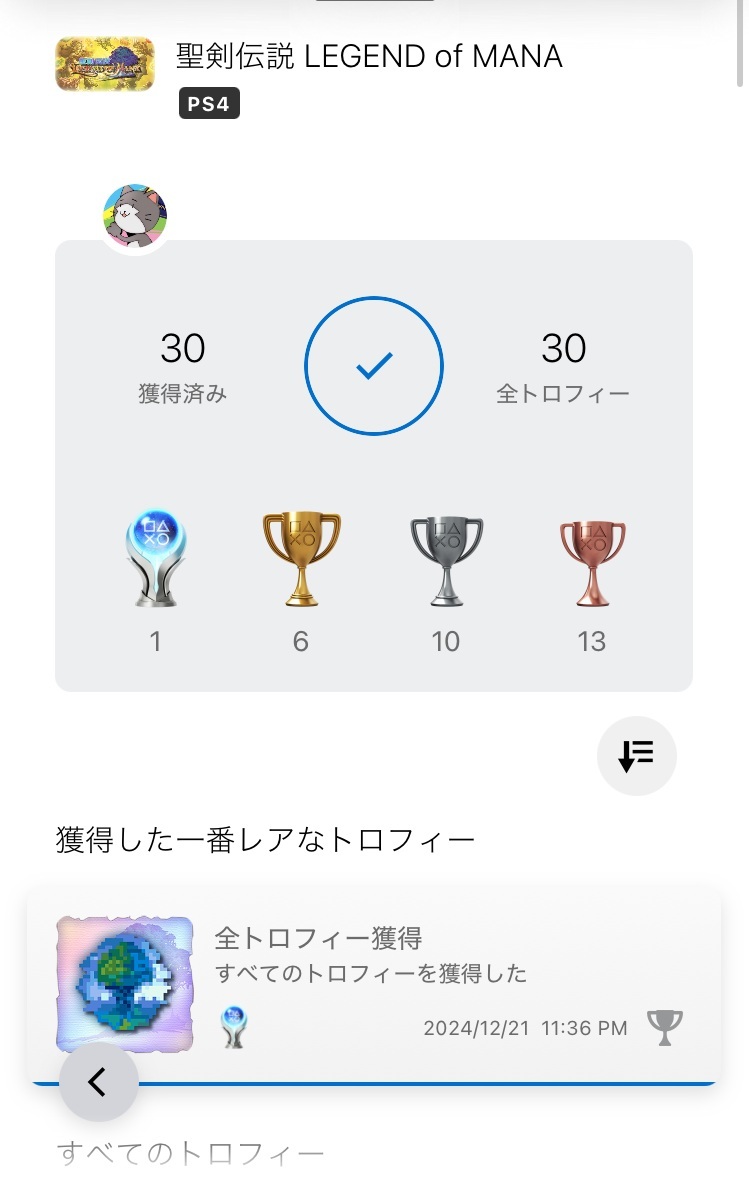 聖剣伝説 LEGEND of MANA
PS4
30
獲得済み
30
全トロフィー
1
6
10
13
獲得した一番レアなトロフィー
全トロフィー獲得
すべてのトロフィーを獲得した
2024/12/21 11:36 PM
すべてのトロフィー